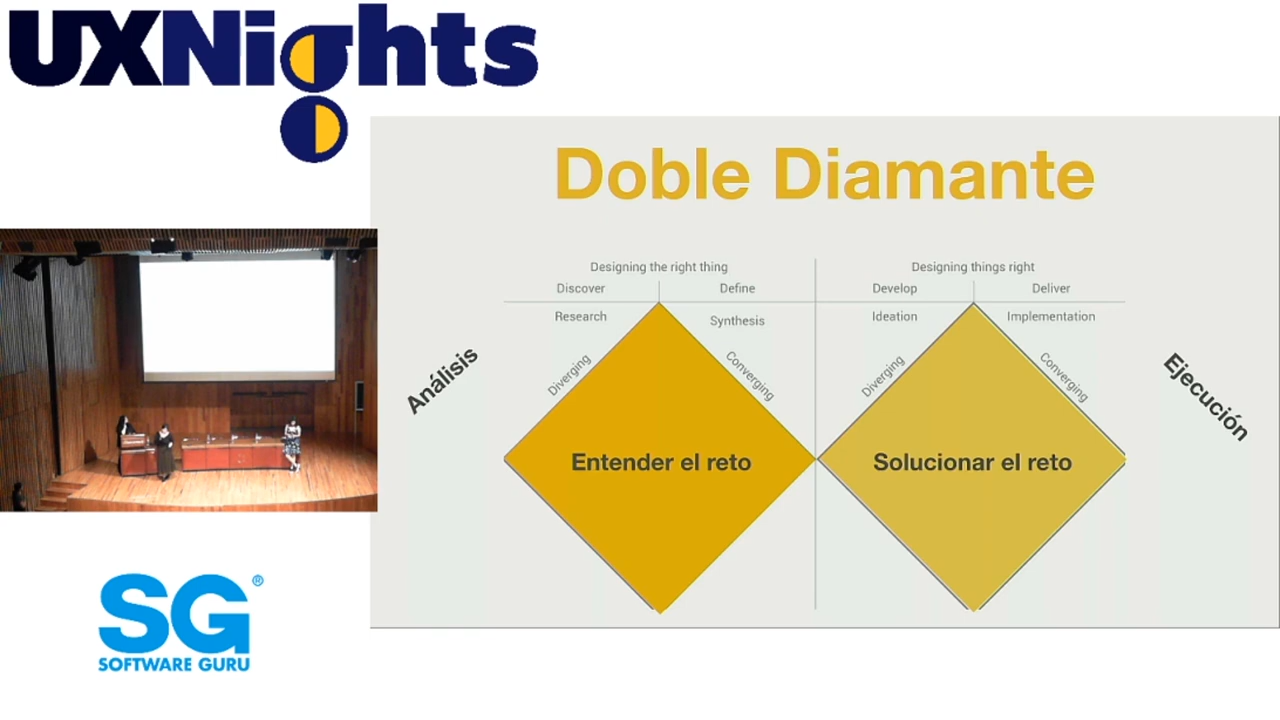 UXNights
Doble Diamante
Designing the right thing
Designing things right
Discover
Define
Develop
Deliver
Research
Synthesis
Ideation
Implementation
Análisis
Diverging
Converging
Diverging
Converging
Ejecución
Entender el reto
Solucionar el reto
SG®
SOFTWARE GURU